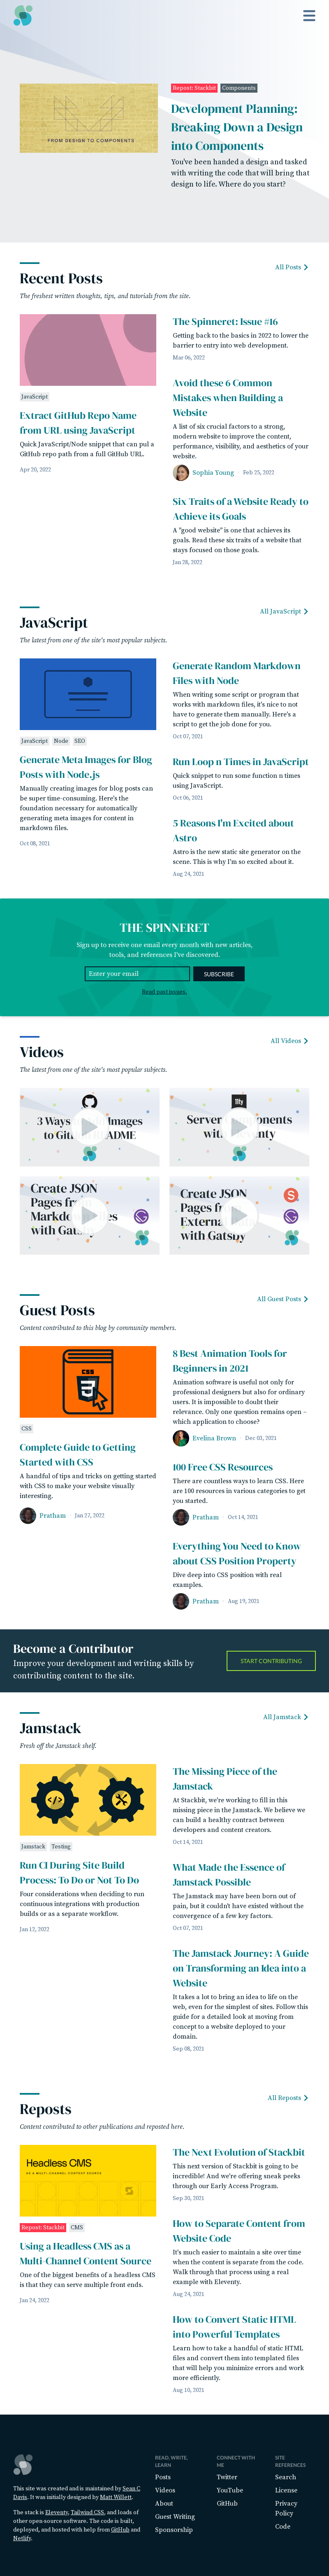 Repost: Stackbit
Components
Development Planning:
Breaking Down a Design
into Components
You've been handed a design and tasked
with writing the code that will bring that
design to life. Where do you start?
FROM DESIGN TO COMPONENTS
Recent Posts
All Posts
The freshest written thoughts, tips, and tutorials from the site.
JavaScript
Extract GitHub Repo Name
from URL using JavaScript
Quick JavaScript/Node snippet that can pul a
GitHub repo path from a full GitHub URL.
Apr 20, 2022
The Spinneret: Issue #16
Getting back to the basics in 2022 to lower the
barrier to entry into web development.
Mar 06, 2022
Avoid these 6 Common
Mistakes when Building a
Website
A list of six crucial factors to a strong,
modern website to improve the content,
performance, visibility, and aesthetics of your
website.
Sophia Young
Feb 25, 2022
Six Traits of a Website Ready to
Achieve its Goals
A "good website" is one that achieves its
goals. Read these six traits of a website that
stays focused on those goals.
Jan 28, 2022
JavaScript
All JavaScript
The latest from one of the site's most popular subjects.
JavaScript
Node
SEO
Generate Meta Images for Blog
Posts with Node.js
Manually creating images for blog posts can
be super time-consuming. Here's the
foundation necessary for automatically
generating meta images for content in
markdown files.
Oct 08, 2021
Generate Random Markdown
Files with Node
When writing some script or program that
works with markdown files, it's nice to not
have to generate them manually. Here's a
script to get the job done for you.
Oct 07, 2021
Run Loop n Times in JavaScript
Quick snippet to run some function n times
using JavaScript.
Oct 06, 2021
5 Reasons I'm Excited about
Astro
Astro is the new static site generator on the
scene. This is why I'm so excited about it.
Aug 24, 2021
THE SPINNERET
Sign up to receive one email every month with new articles,
tools, and references I've discovered.
Enter your email
SUBSCRIBE
Read past issues.
Videos
All Videos
The latest from one of the site's most popular subjects.
3 Ways Images
to Git ADME
Server ponents
wit nty
Create JSON
Pages fr
Markdo es
with Gats
Create JSON
Pages f
Extern ata
with Gatsby
Guest Posts
All Guest Posts
Content contributed to this blog by community members.
CSS
CSS
Complete Guide to Getting
Started with CSS
A handful of tips and tricks on getting started
with CSS to make your website visually
interesting.
Pratham
Jan 27, 2022
8 Best Animation Tools for
Beginners in 2021
Animation software is useful not only for
professional designers but also for ordinary
users. It is impossible to doubt their
relevance. Only one question remains open –
which application to choose?
Evelina Brown
Dec 03, 2021
100 Free CSS Resources
There are countless ways to learn CSS. Here
are 100 resources in various categories to get
you started.
Pratham
Oct 14, 2021
Everything You Need to Know
about CSS Position Property
Dive deep into CSS position with real
examples.
Pratham
Aug 19, 2021
Become a Contributor
Improve your development and writing skills by
contributing content to the site.
START CONTRIBUTING
Jamstack
All Jamstack
Fresh off the Jamstack shelf.
Jamstack
Testing
Run CI During Site Build
Process: To Do or Not To Do
Four considerations when deciding to run
continuous integrations with production
builds or as a separate workflow.
Jan 12, 2022
The Missing Piece of the
Jamstack
At Stackbit, we're working to fill in this
missing piece in the Jamstack. We believe we
can build a healthy contract between
developers and content creators.
Oct 14, 2021
What Made the Essence of
Jamstack Possible
The Jamstack may have been born out of
pain, but it couldn't have existed without the
convergence of a few key factors.
Oct 07, 2021
The Jamstack Journey: A Guide
on Transforming an Idea into a
Website
It takes a lot to bring an idea to life on the
web, even for the simplest of sites. Follow this
guide for a detailed look at moving from
concept to a website deployed to your
domain.
Sep 08, 2021
Reposts
All Reposts
Content contributed to other publications and reposted here.
Headless CMS
AS A MULTI-CHANNEL CONTENT SOURCE
Repost: Stackbit
CMS
Using a Headless CMS as a
Multi-Channel Content Source
One of the biggest benefits of a headless CMS
is that they can serve multiple front ends.
Jan 24, 2022
The Next Evolution of Stackbit
This next version of Stackbit is going to be
incredible! And we're offering sneak peeks
through our Early Access Program.
Sep 30, 2021
How to Separate Content from
Website Code
It's much easier to maintain a site over time
when the content is separate from the code.
Walk through that process using a real
example with Eleventy.
Aug 24, 2021
How to Convert Static HTML
into Powerful Templates
Learn how to take a handful of static HTML
files and convert them into templated files
that will help you minimize errors and work
more efficiently.
Aug 10, 2021
This site was created and is maintained by Sean C
Davis. It was initially designed by Matt Willett.
The stack is Eleventy, Tailwind CSS, and loads of
other open-source software. The code is built,
deployed, and hosted with help from GitHub and
Netlify.
READ, WRITE,
LEARN
Posts
Videos
About
Guest Writing
Sponsorship
CONNECT WITH
ME
Twitter
YouTube
GitHub
SITE
REFERENCES
Search
License
Privacy
Policy
Code